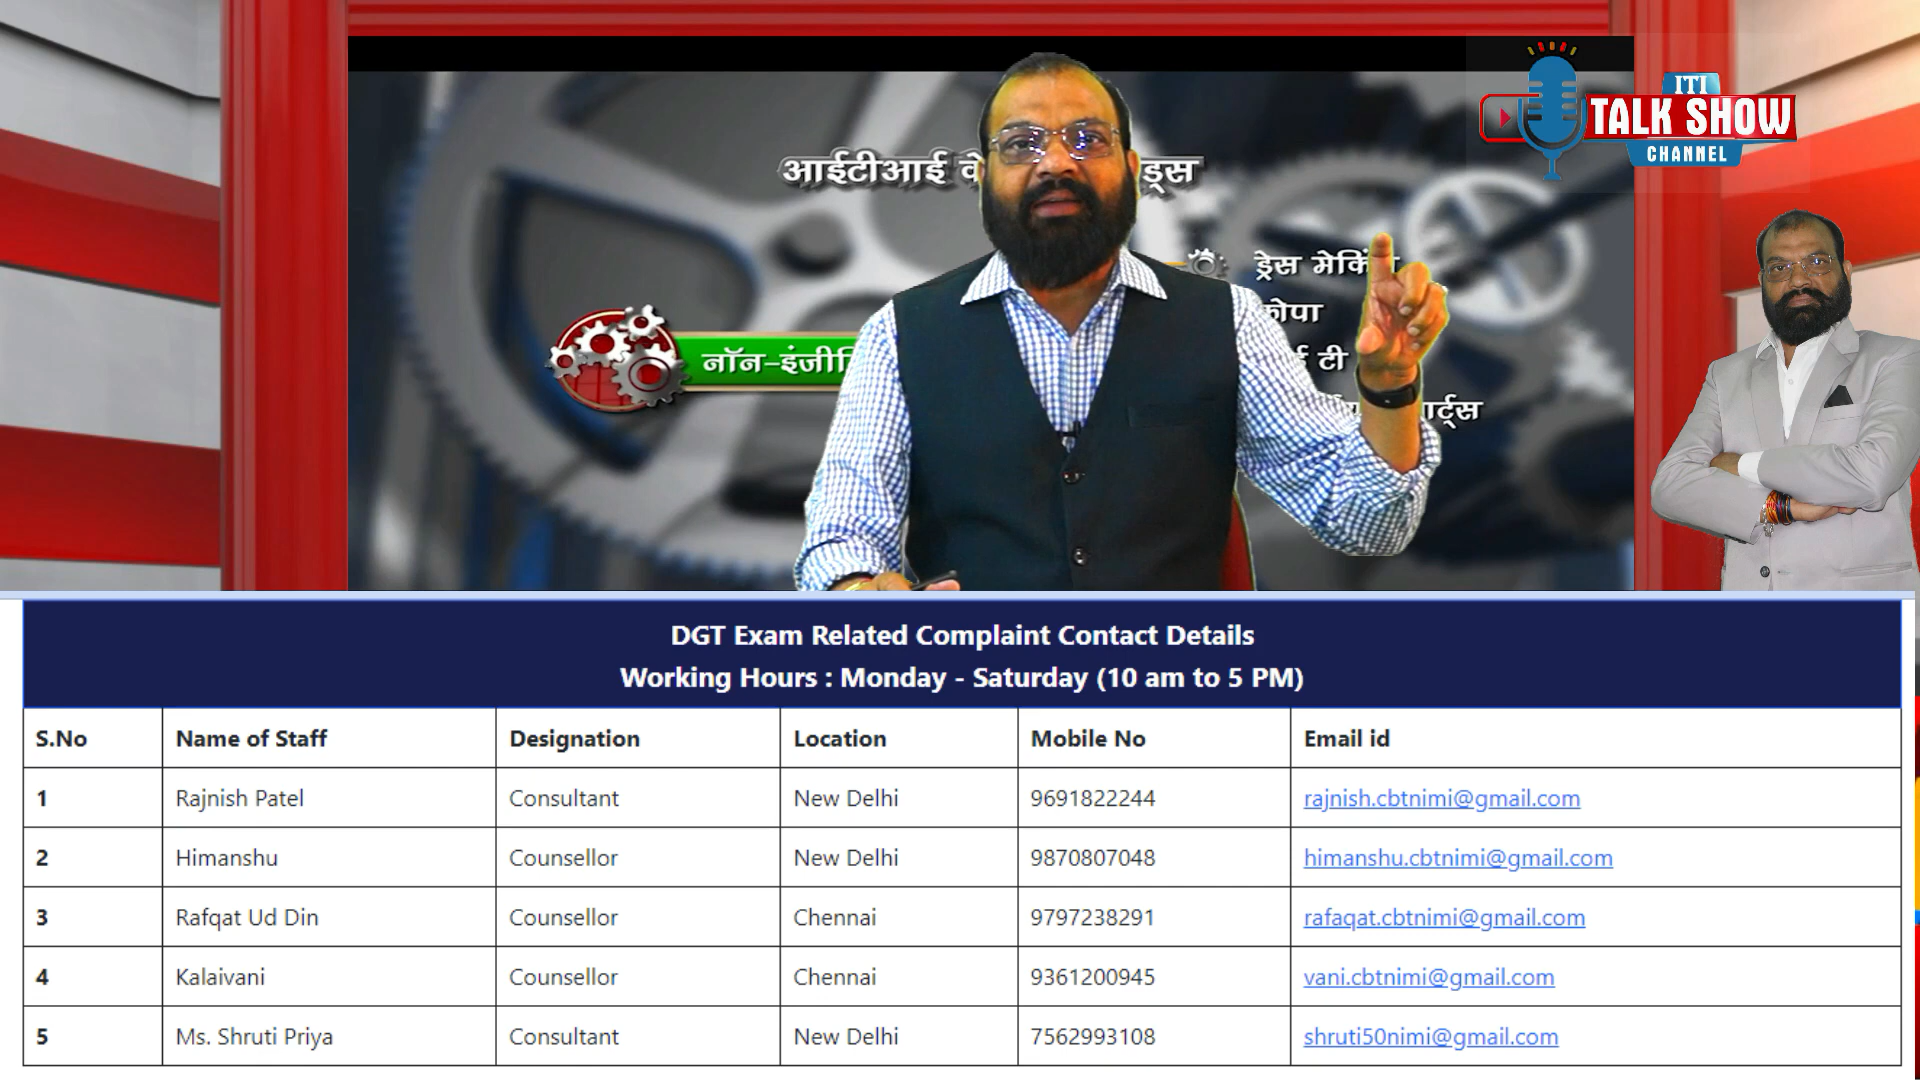 ITI
TALK SHOW
CHANNEL
आईटीआई
ड्स
ड्रेस
टी
DGT Exam Related Complaint Contact Details
Working Hours : Monday - Saturday (10 am to 5 PM)
S.No Name of Staff Designation Location Mobile No Email id
1 Rajnish Patel Consultant New Delhi 9691822244 rajnish.cbtnimi@gmail.com
2 Himanshu Counsellor New Delhi 9870807048 himanshu.cbtnimi@gmail.com
3 Rafqat Ud Din Counsellor Chennai 9797238291 rafaqat.cbtnimi@gmail.com
4 Kalaivani Counsellor Chennai 9361200945 vani.cbtnimi@gmail.com
5 Ms. Shruti Priya Consultant New Delhi 7562993108 shruti50nimi@gmail.com